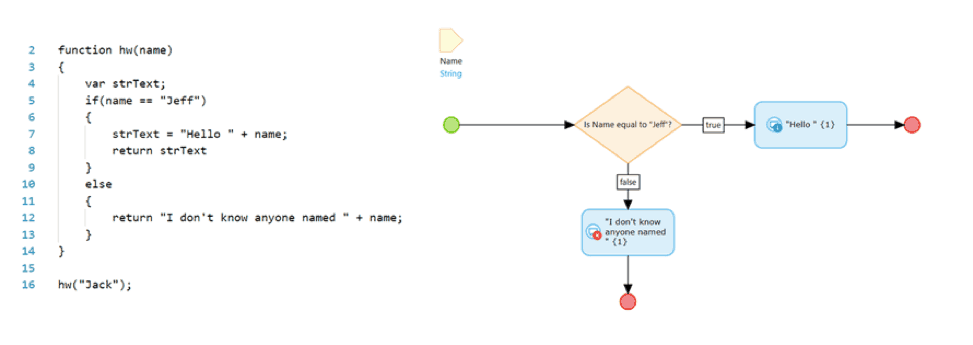 2 function hw(name)
3 {
4 var strText;
5 if(name == "Jeff")
6 {
7 strText = "Hello " + name;
8 return strText
9 }
10 else
11 {
12 return "I don't know anyone named " + name;
13 }
14 }
15
16 hw("Jack");
Name
String
Is Name equal to "Jeff"?
true
"Hello " {1}
false
"I don't know
anyone named
" {1}